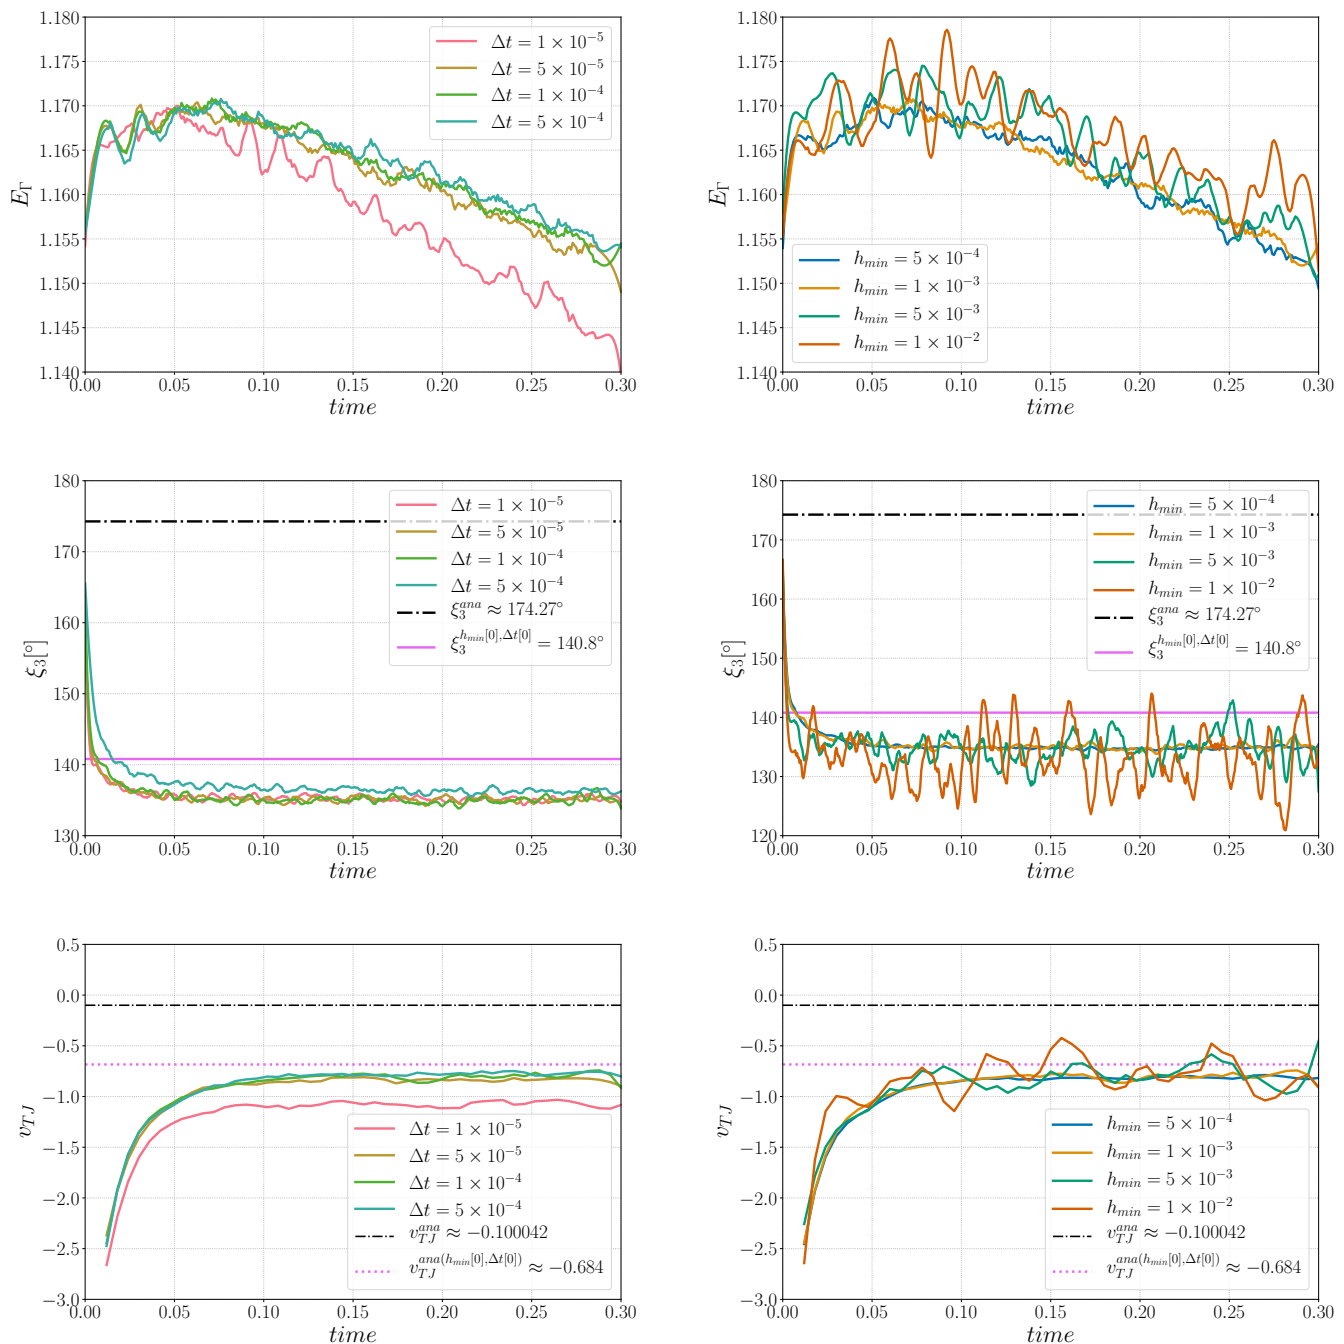 1.180
1.175
1.170
1.165
1.160
1.155
1.150
1.145
1.140
E_Γ
0.00 0.05 0.10 0.15 0.20 0.25 0.30
time
Δt = 1 × 10⁻⁵
Δt = 5 × 10⁻⁵
Δt = 1 × 10⁻⁴
Δt = 5 × 10⁻⁴
1.180
1.175
1.170
1.165
1.160
1.155
1.150
1.145
1.140
E_Γ
0.00 0.05 0.10 0.15 0.20 0.25 0.30
time
h_min = 5 × 10⁻⁴
h_min = 1 × 10⁻³
h_min = 5 × 10⁻³
h_min = 1 × 10⁻²
180
170
160
150
140
130
ξ₃[°]
0.00 0.05 0.10 0.15 0.20 0.25 0.30
time
Δt = 1 × 10⁻⁵
Δt = 5 × 10⁻⁵
Δt = 1 × 10⁻⁴
Δt = 5 × 10⁻⁴
ξ₃^{ana} ≈ 174.27°
ξ₃^{h_min[0],Δt[0]} = 140.8°
180
170
160
150
140
130
120
ξ₃[°]
0.00 0.05 0.10 0.15 0.20 0.25 0.30
time
h_min = 5 × 10⁻⁴
h_min = 1 × 10⁻³
h_min = 5 × 10⁻³
h_min = 1 × 10⁻²
ξ₃^{ana} ≈ 174.27°
ξ₃^{h_min[0],Δt[0]} = 140.8°
0.5
0.0
−0.5
−1.0
−1.5
−2.0
−2.5
−3.0
v_TJ
0.00 0.05 0.10 0.15 0.20 0.25 0.30
time
Δt = 1 × 10⁻⁵
Δt = 5 × 10⁻⁵
Δt = 1 × 10⁻⁴
Δt = 5 × 10⁻⁴
v_TJ^{ana} ≈ −0.100042
v_TJ^{ana(h_min[0],Δt[0])} ≈ −0.684
0.5
0.0
−0.5
−1.0
−1.5
−2.0
−2.5
−3.0
v_TJ
0.00 0.05 0.10 0.15 0.20 0.25 0.30
time
h_min = 5 × 10⁻⁴
h_min = 1 × 10⁻³
h_min = 5 × 10⁻³
h_min = 1 × 10⁻²
v_TJ^{ana} ≈ −0.100042
v_TJ^{ana(h_min[0],Δt[0])} ≈ −0.684